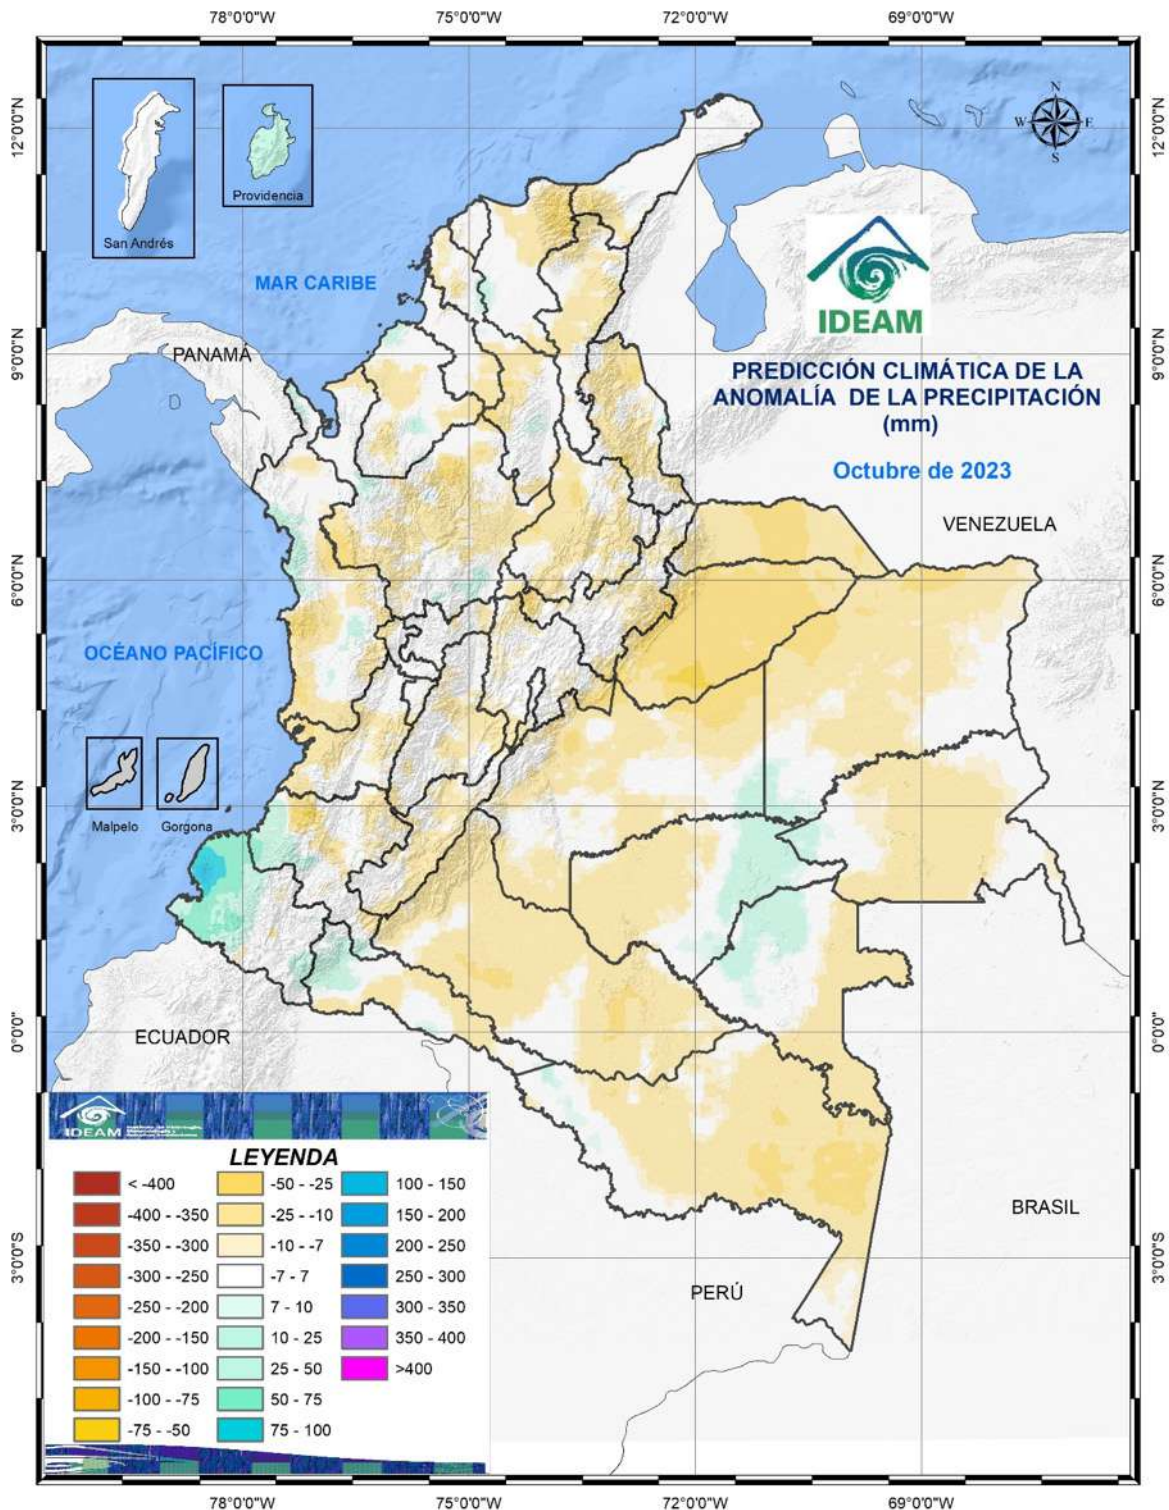 78°0'0"W
75°0'0"W
72°0'0"W
69°0'0"W
12°0'0"N
12°0'0"N
San Andrés
Providencia
N
W
E
S
MAR CARIBE
IDEAM
9°0'0"N
9°0'0"N
PANAMÁ
PREDICCIÓN CLIMÁTICA DE LA
ANOMALÍA DE LA PRECIPITACIÓN
(mm)
Octubre de 2023
VENEZUELA
6°0'0"N
6°0'0"N
OCÉANO PACÍFICO
3°0'0"N
3°0'0"N
Malpelo
Gorgona
0°0'0"
0°0'0"
ECUADOR
IDEAM
LEYENDA
< -400
-400 - -350
-350 - -300
-300 - -250
-250 - -200
-200 - -150
-150 - -100
-100 - -75
-75 - -50
-50 - -25
-25 - -10
-10 - -7
-7 - 7
7 - 10
10 - 25
25 - 50
50 - 75
75 - 100
100 - 150
150 - 200
200 - 250
250 - 300
300 - 350
350 - 400
>400
BRASIL
3°0'0"S
3°0'0"S
PERÚ
78°0'0"W
75°0'0"W
72°0'0"W
69°0'0"W